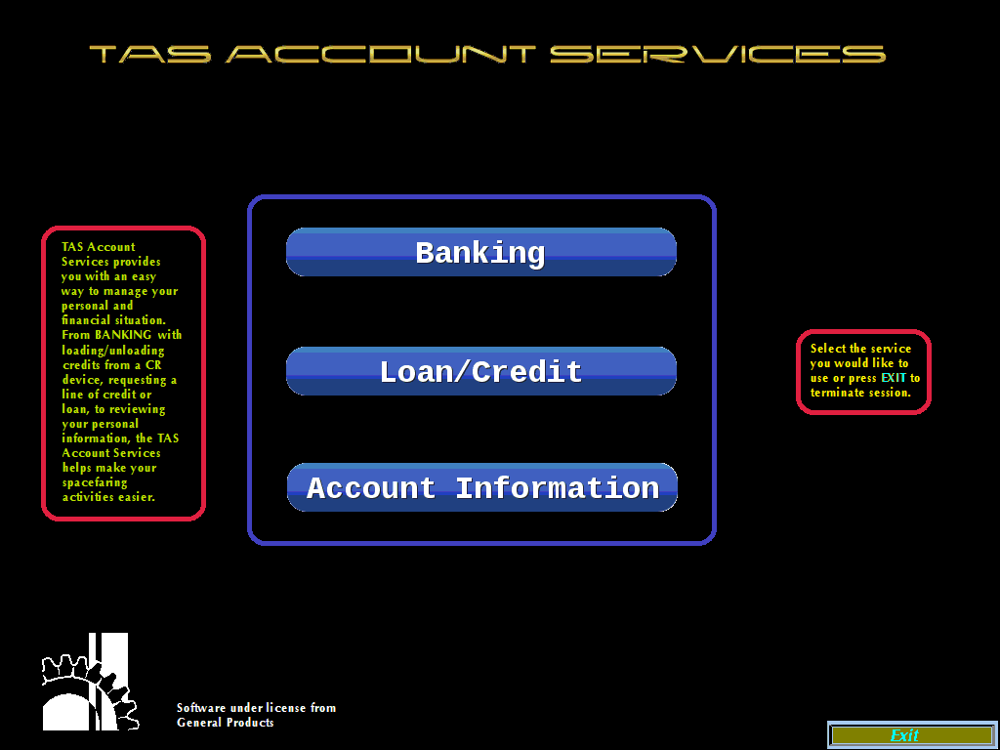 TAS ACCOUNT SERVICES
TAS Account
Services provides
you with an easy
way to manage your
personal and
financial situation.
From BANKING with
loading/unloading
credits from a CR
device, requesting a
line of credit or
loan, to reviewing
your personal
information, the TAS
Account Services
helps make your
spacefaring
activities easier.
Banking
Loan/Credit
Account Information
Select the service
you would like to
use or press EXIT to
terminate session.
Software under license from
General Products
Exit